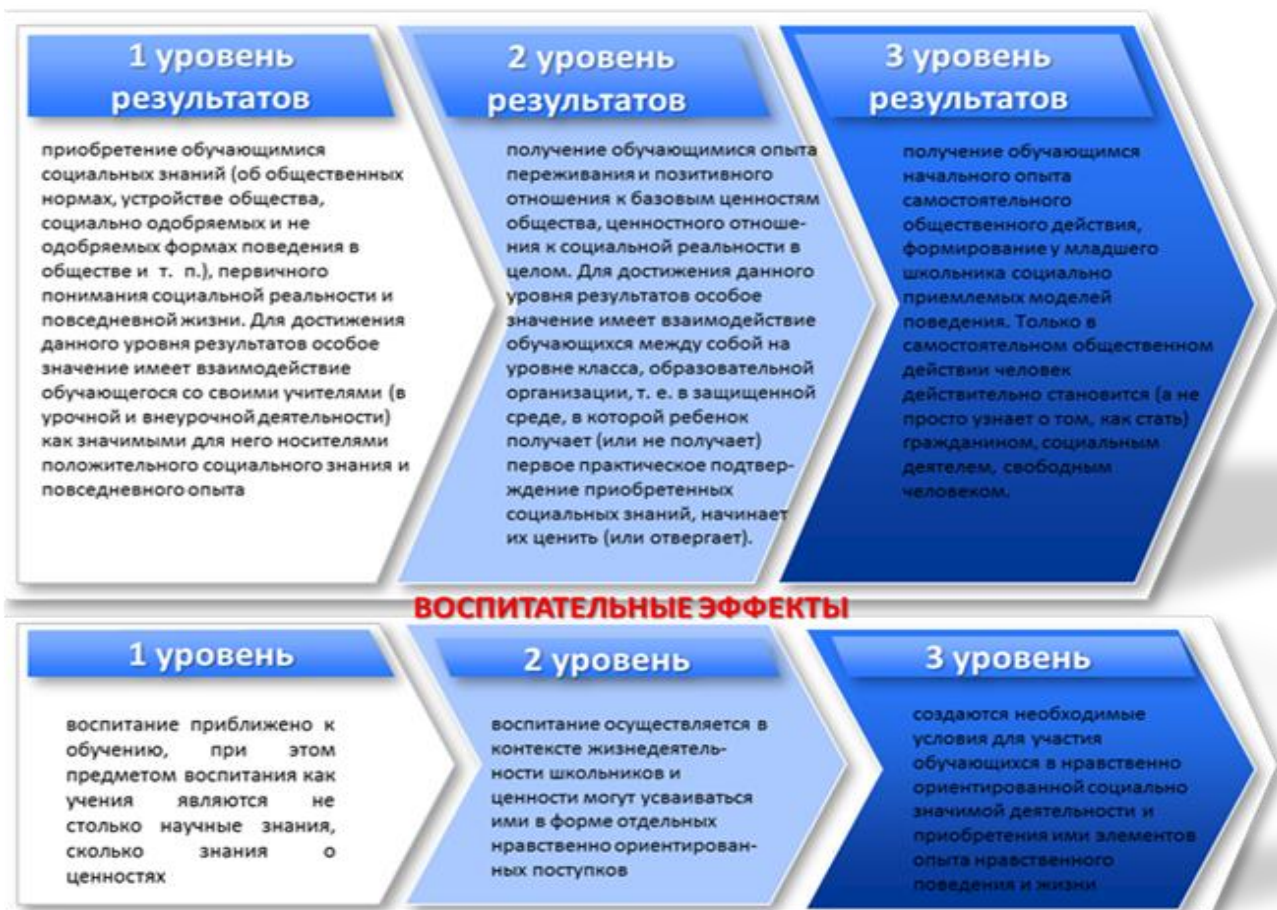 1 уровень
результатов
приобретение обучающимися
социальных знаний (об общественных
нормах, устройстве общества,
социально одобряемых и не
одобряемых формах поведения в
обществе и т. п.), первичного
понимания социальной реальности и
повседневной жизни. Для достижения
данного уровня результатов особое
значение имеет взаимодействие
обучающегося со своими учителями (в
урочной и внеурочной деятельности)
как значимыми для него носителями
положительного социального знания и
повседневного опыта
2 уровень
результатов
получение обучающимися опыта
переживания и позитивного
отношения к базовым ценностям
общества, ценностного отноше-
ния к социальной реальности в
целом. Для достижения данного
уровня результатов особое
значение имеет взаимодействие
обучающихся между собой на
уровне класса, образовательной
организации, т. е. в защищенной
среде, в которой ребенок
получает (или не получает)
первое практическое подтвер-
ждение приобретенных
социальных знаний, начинает
их ценить (или отвергает).
3 уровень
результатов
получение обучающимся
начального опыта
самостоятельного
общественного действия,
формирование у младшего
школьника социально
приемлемых моделей
поведения. Только в
самостоятельном общественном
действии человек
действительно становится (а не
просто узнает о том, как стать)
гражданином, социальным
деятелем, свободным
человеком.
ВОСПИТАТЕЛЬНЫЕ ЭФФЕКТЫ
1 уровень
воспитание приближено к
обучению, при этом
предметом воспитания как
учения являются не
столько научные знания,
сколько знания о
ценностях
2 уровень
воспитание осуществляется в
контексте жизнедеятель-
ности школьников и
ценности могут усваиваться
ими в форме отдельных
нравственно ориентирован-
ных поступков
3 уровень
создаются необходимые
условия для участия
обучающихся в нравственно
ориентированной социально
значимой деятельности и
приобретения ими элементов
опыта нравственного
поведения и жизни